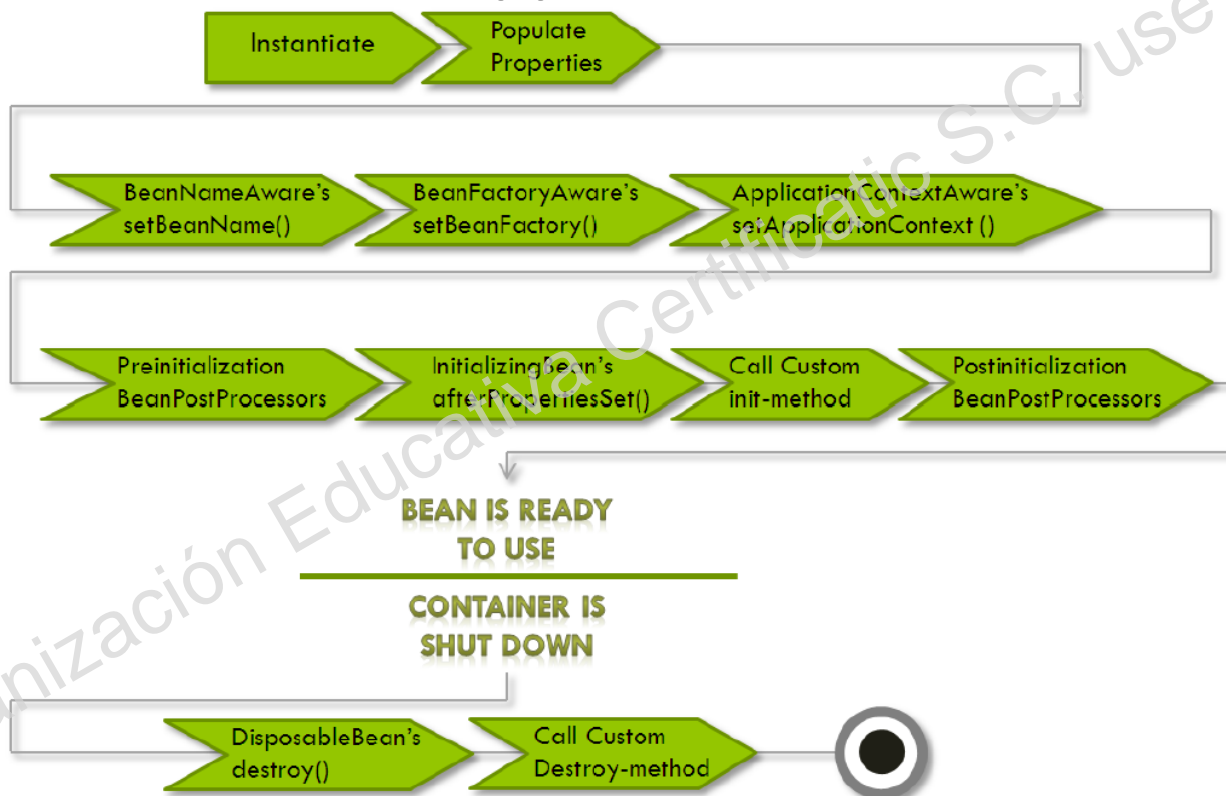 Instantiate
Populate
Properties
BeanNameAware's
setBeanName()
BeanFactoryAware's
setBeanFactory()
ApplicationContextAware's
setApplicationContext ()
Preinitialization
BeanPostProcessors
InitializingBean's
afterPropertiesSet()
Call Custom
init-method
Postinitialization
BeanPostProcessors
BEAN IS READY
TO USE
CONTAINER IS
SHUT DOWN
DisposableBean's
destroy()
Call Custom
Destroy-method
anización Educativa Certificatic S.C. use